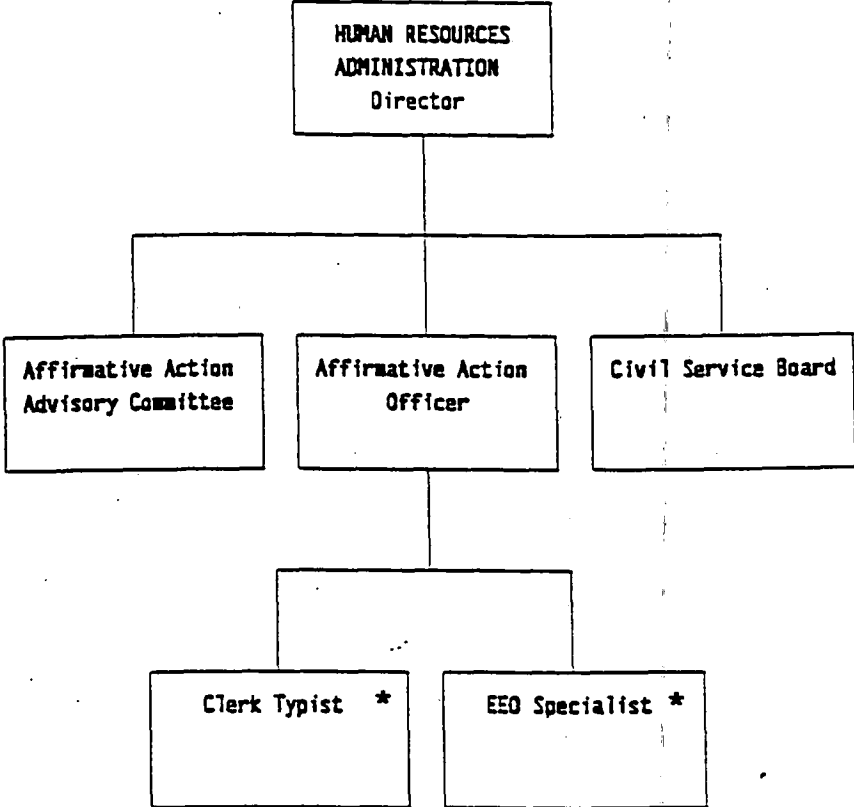 HUMAN RESOURCES
ADMINISTRATION
Director
Affirmative Action
Advisory Committee
Affirmative Action
Officer
Civil Service Board
Clerk Typist *
EEO Specialist *